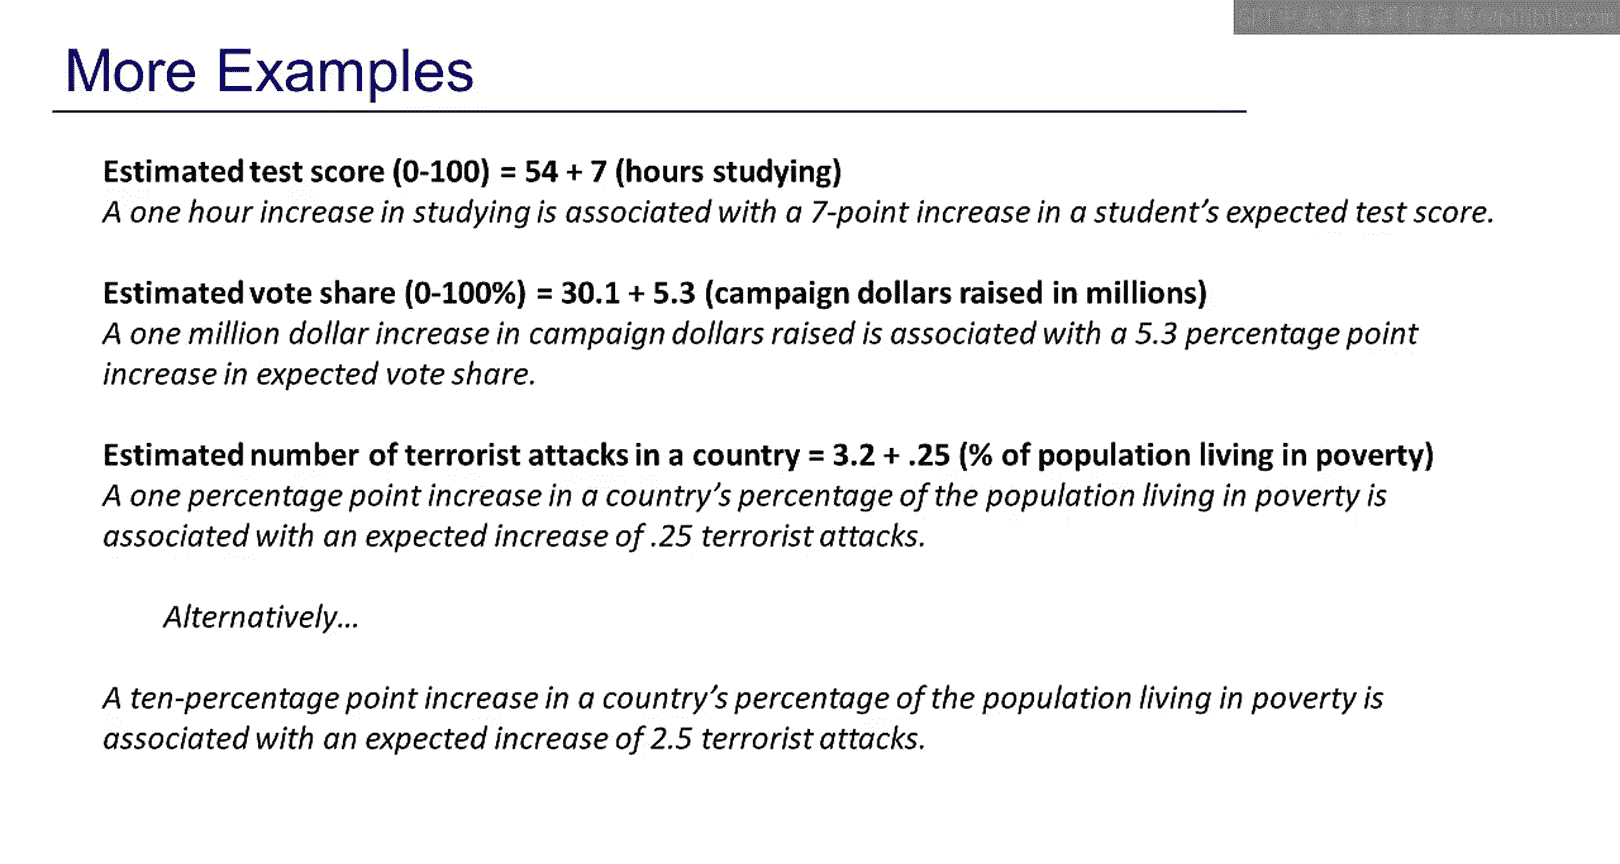 More Examples
Estimated test score (0-100) = 54 + 7 (hours studying)
A one hour increase in studying is associated with a 7-point increase in a student’s expected test score.
Estimated vote share (0-100%) = 30.1 + 5.3 (campaign dollars raised in millions)
A one million dollar increase in campaign dollars raised is associated with a 5.3 percentage point
increase in expected vote share.
Estimated number of terrorist attacks in a country = 3.2 + .25 (% of population living in poverty)
A one percentage point increase in a country’s percentage of the population living in poverty is
associated with an expected increase of .25 terrorist attacks.
Alternatively…
A ten-percentage point increase in a country’s percentage of the population living in poverty is
associated with an expected increase of 2.5 terrorist attacks.